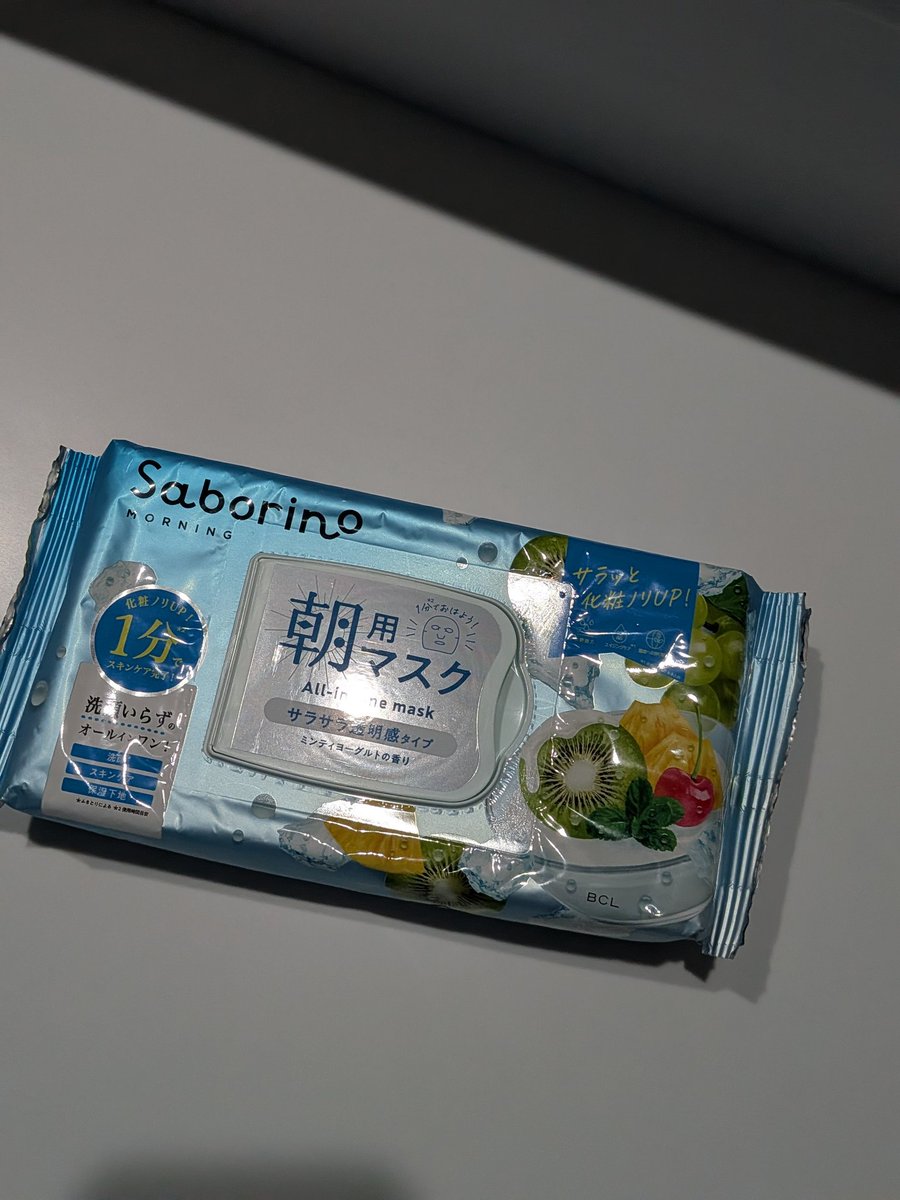 Saborino
MORNING
化粧ノリUP!
1分で
スキンケア完了!
洗顔いらずの
オールインワン
洗顔
スキンケア
保湿下地
1分でおはよう!
朝用
マスク
All-in-one mask
サラサラ透明感タイプ
ミンティヨーグルトの香り
サラッと
化粧ノリUP!
BCL